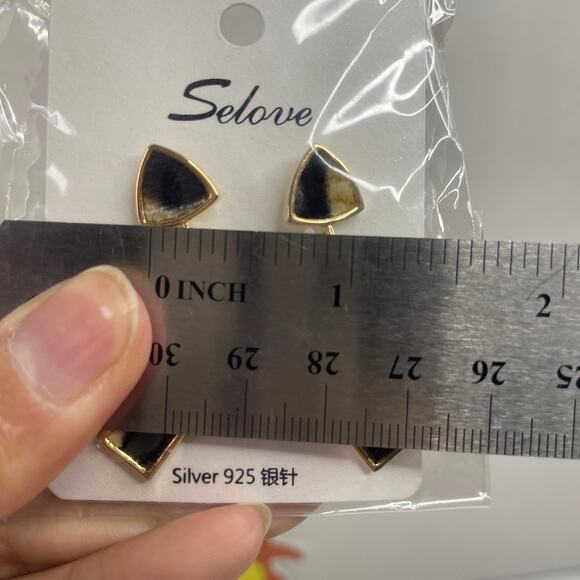 Selove
0 INCH 1 2
30 29 28 27 26 25
Silver 925 银针